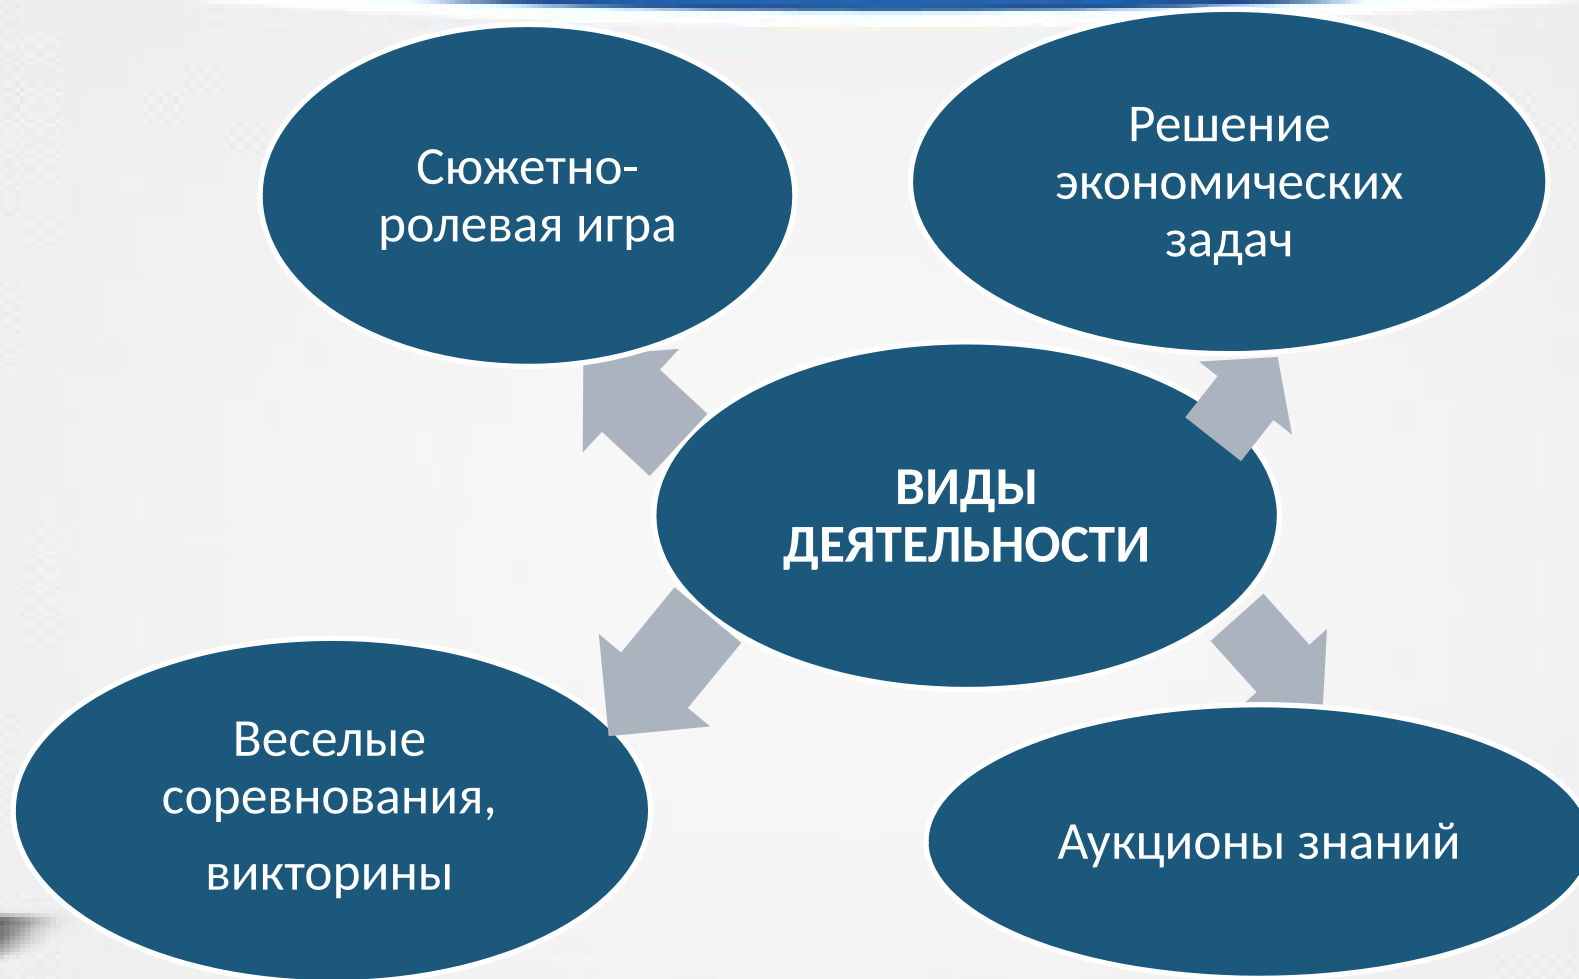 Сюжетно-
ролевая игра
Решение
экономических
задач
ВИДЫ
ДЕЯТЕЛЬНОСТИ
Веселые
соревнования,
викторины
Аукционы знаний